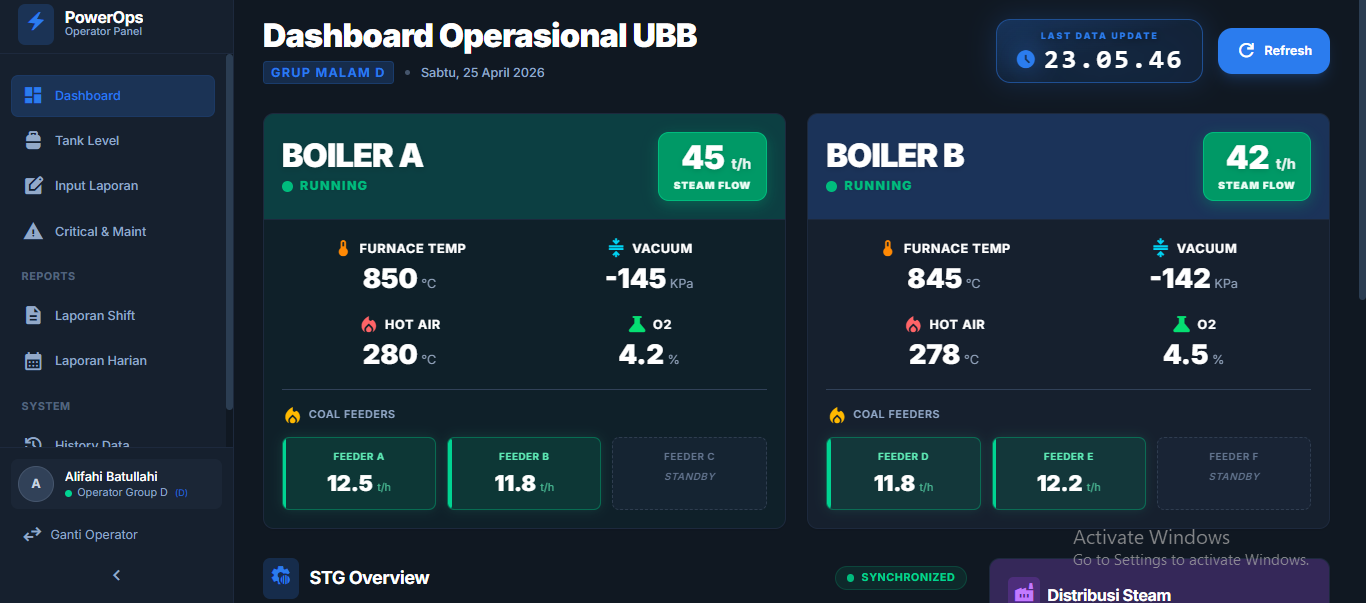 PowerOps
Operator Panel
Dashboard
Tank Level
Input Laporan
Critical & Maint
REPORTS
Laporan Shift
Laporan Harian
SYSTEM
History Data
A
Alifahi Batullahi
Operator Group D (D)
Ganti Operator
Dashboard Operasional UBB
GRUP MALAM D • Sabtu, 25 April 2026
LAST DATA UPDATE
23.05.46
Refresh
BOILER A
RUNNING
45 t/h
STEAM FLOW
FURNACE TEMP
850 °C
VACUUM
-145 KPa
HOT AIR
280 °C
O2
4.2 %
COAL FEEDERS
FEEDER A
12.5 t/h
FEEDER B
11.8 t/h
FEEDER C
STANDBY
BOILER B
RUNNING
42 t/h
STEAM FLOW
FURNACE TEMP
845 °C
VACUUM
-142 KPa
HOT AIR
278 °C
O2
4.5 %
COAL FEEDERS
FEEDER D
11.8 t/h
FEEDER E
12.2 t/h
FEEDER F
STANDBY
STG Overview
SYNCHRONIZED
Distribusi Steam
Activate Windows
Go to Settings to activate Windows.